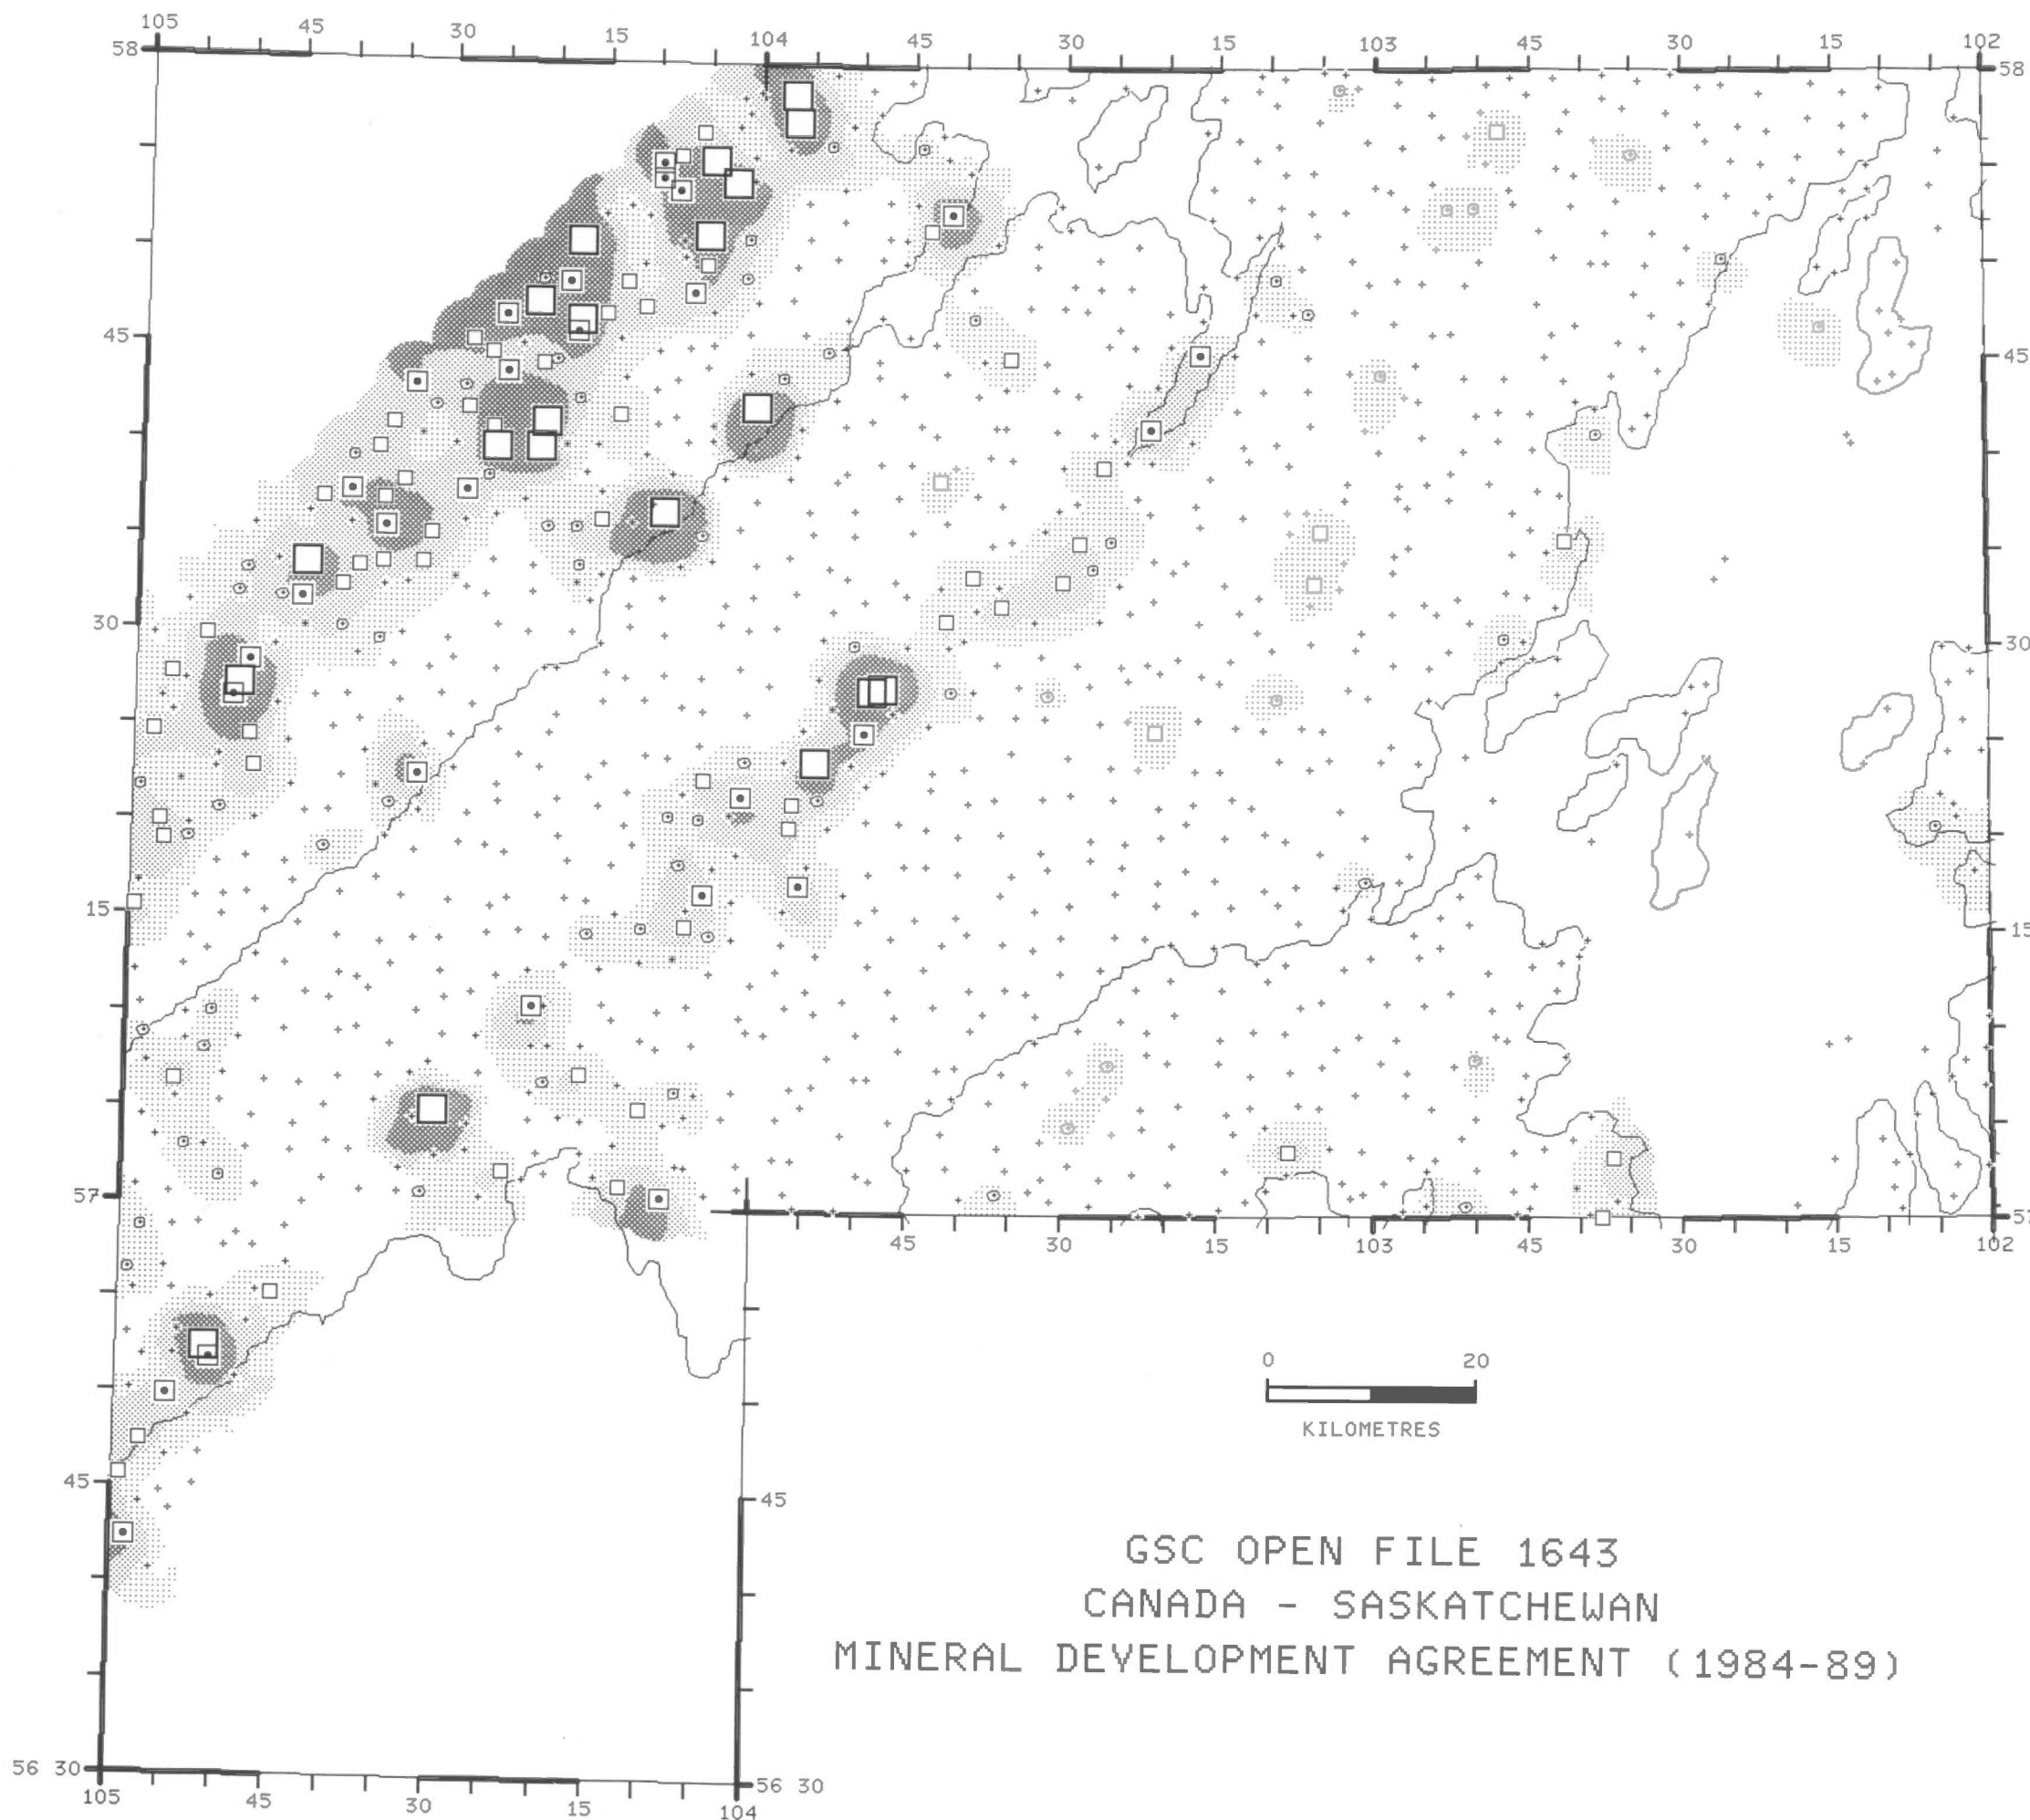 105 45 30 15 104 45 30 15 103 45 30 15 102
58 58
45 45
30 30
15 15
57
45 30 15 103 45 30 15 102
0 20
KILOMETRES
45 45
GSC OPEN FILE 1643
CANADA - SASKATCHEWAN
MINERAL DEVELOPMENT AGREEMENT (1984-89)
56 30 56 30
105 45 30 15 104